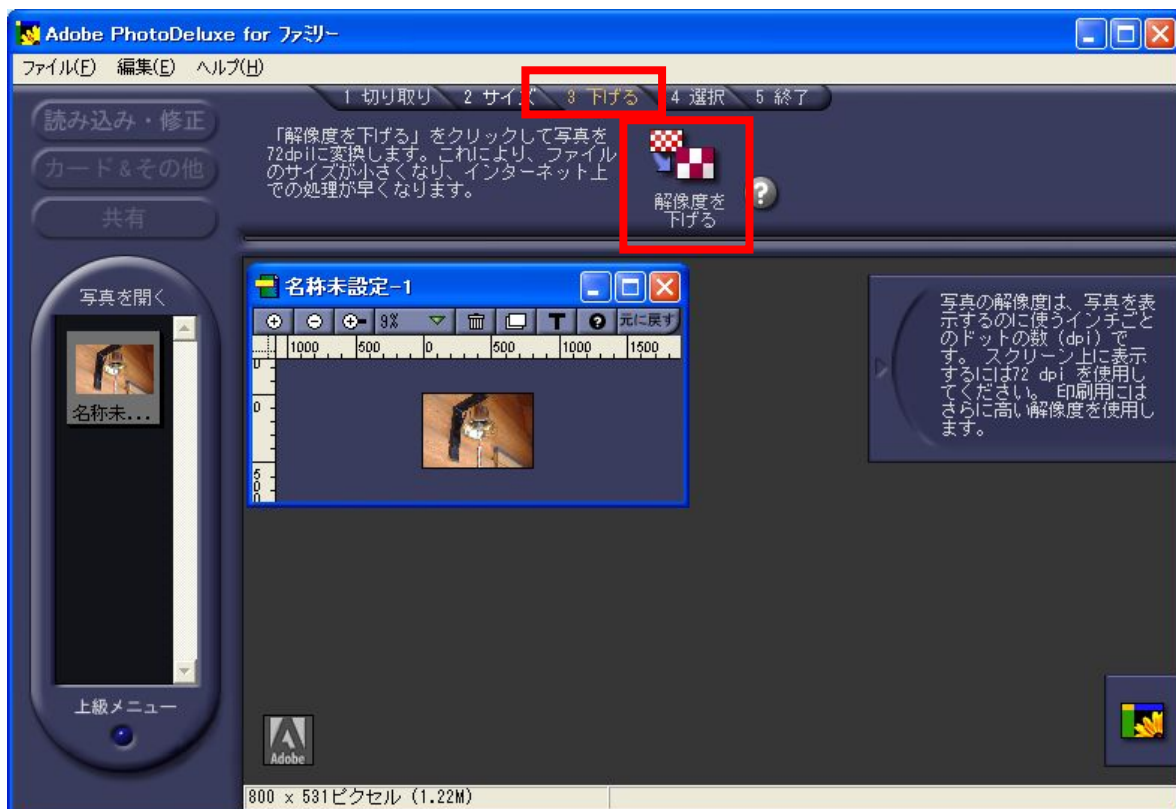 Adobe PhotoDeluxe for ファミリー
ファイル(F) 編集(E) ヘルプ(H)
1 切り取り 2 サイズ 3 下げる 4 選択 5 終了
読み込み・修正
カード&その他
共有
「解像度を下げる」をクリックして写真を
72dpiに変換します。これにより、ファイル
のサイズが小さくなり、インターネット上
での処理が早くなります。
解像度を
下げる
?
写真を開く
名称未...
上級メニュー
名称未設定-1
9% T ? 元に戻す
1000 500 0 500 1000 1500
0
0
500
写真の解像度は、写真を表
示するのに使うインチごと
のドットの数 (dpi) で
す。 スクリーン上に表示
するには72 dpi を使用し
てください。 印刷用には
さらに高い解像度を使用し
ます。
Adobe
800 x 531ピクセル (1.22M)